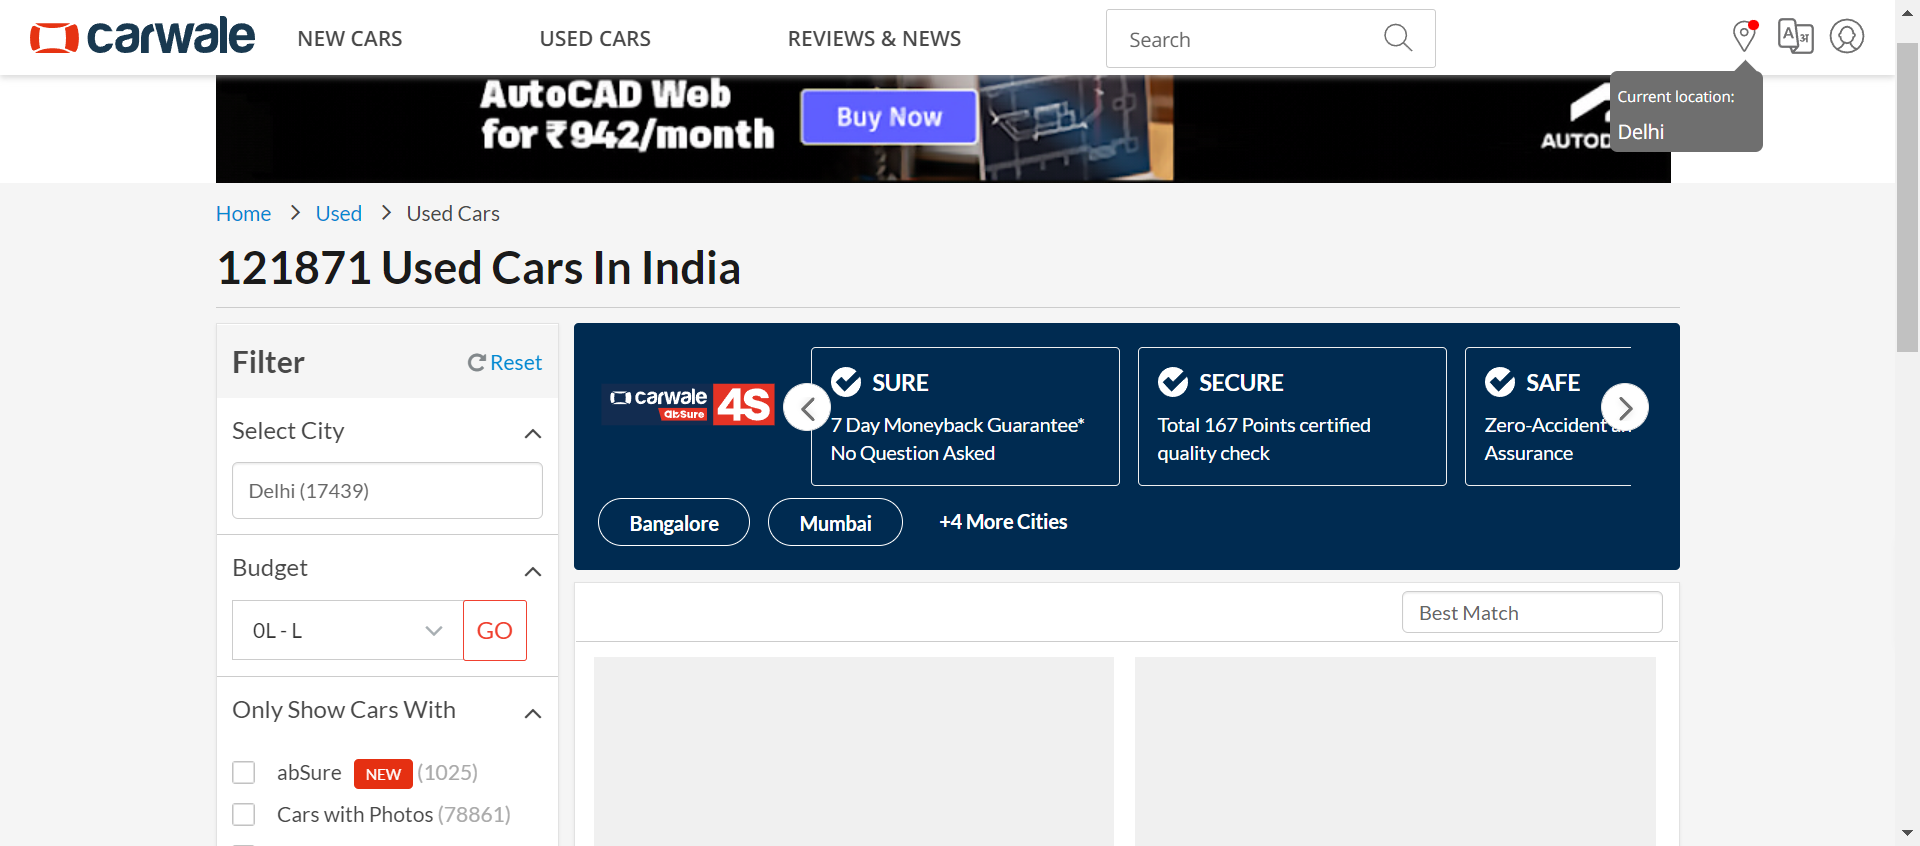 carwale
NEW CARS
USED CARS
REVIEWS & NEWS
Search
A अ
AutoCAD Web
for ₹942/month
Buy Now
Current location:
Delhi
Home
Used
Used Cars
121871 Used Cars In India
Filter
Reset
Select City
Delhi (17439)
Budget
0L - L
GO
Only Show Cars With
abSure NEW (1025)
Cars with Photos (78861)
carwale
abSure
4S
SURE
7 Day Moneyback Guarantee*
No Question Asked
SECURE
Total 167 Points certified
quality check
SAFE
Zero-Accident
Assurance
Bangalore
Mumbai
+4 More Cities
Best Match